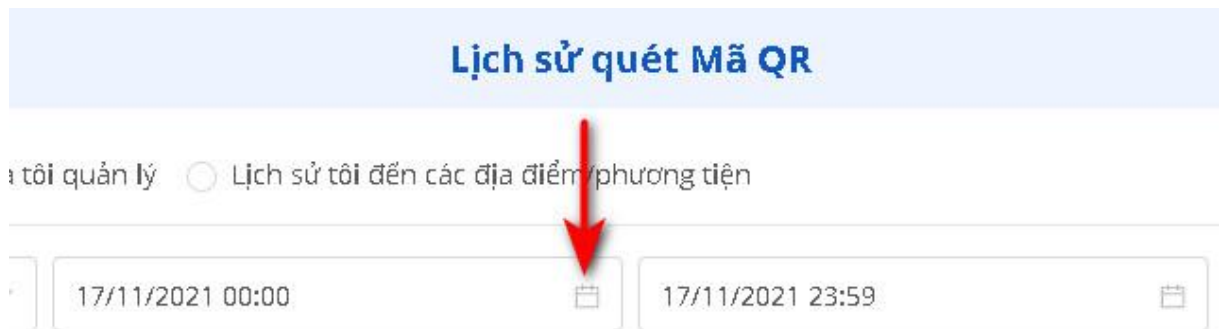 Lịch sử quét Mã QR
tôi quản lý Lịch sử tôi đến các địa điểm/phương tiện
17/11/2021 00:00 17/11/2021 23:59